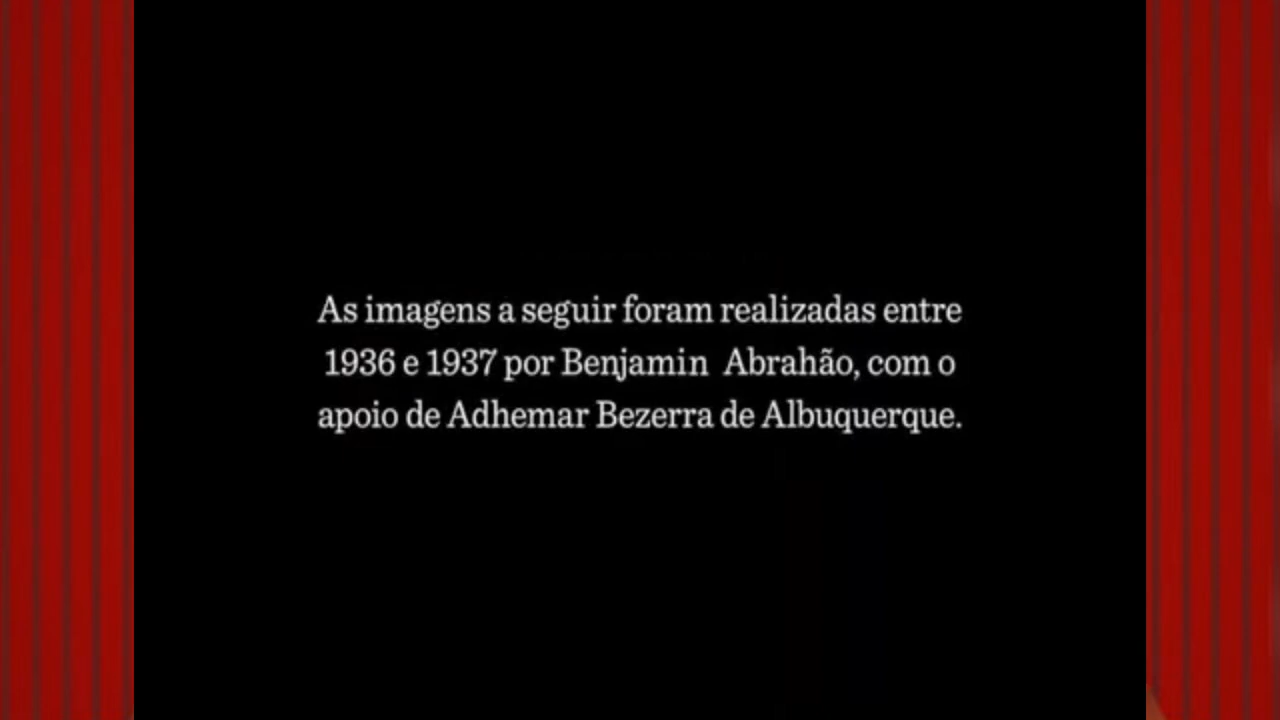 As imagens a seguir foram realizadas entre
1936 e 1937 por Benjamin Abrahão, com o
apoio de Adhemar Bezerra de Albuquerque.